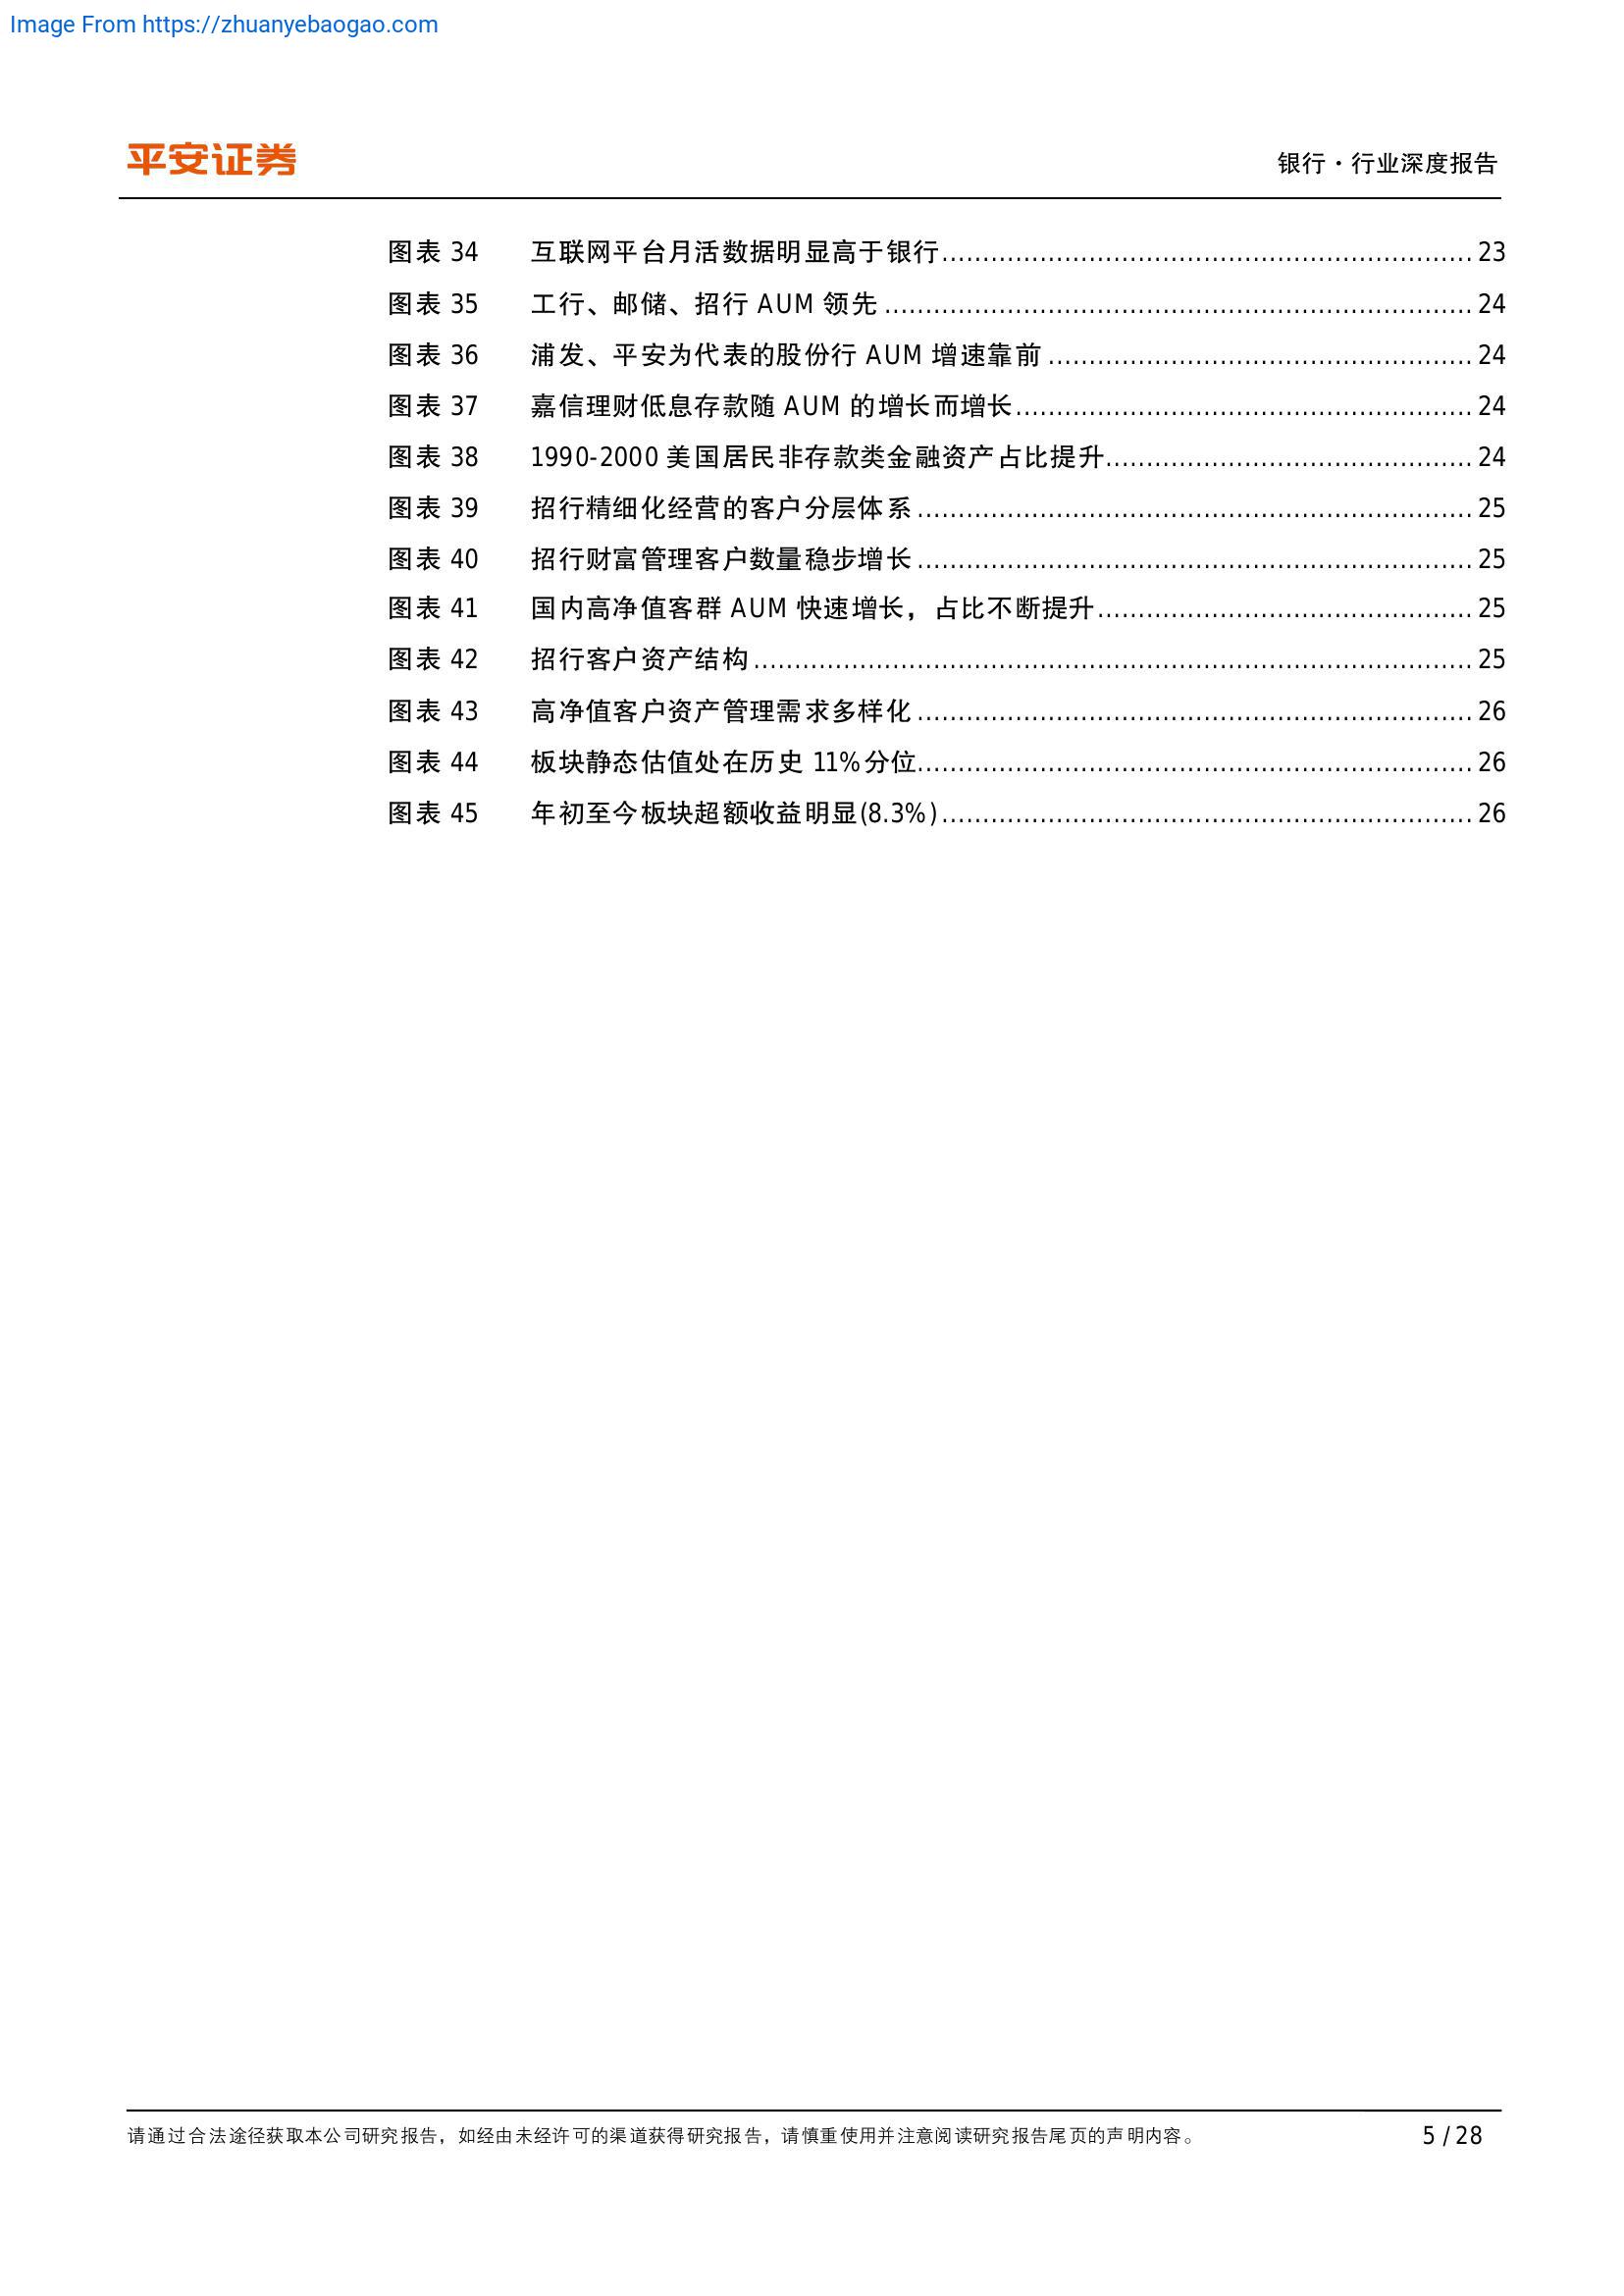 Image From https://zhuanyebaogao.com
平安证券
银行·行业深度报告
图表 34 互联网平台月活数据明显高于银行 23
图表 35 工行、邮储、招行 AUM 领先 24
图表 36 浦发、平安为代表的股份行 AUM 增速靠前 24
图表 37 嘉信理财低息存款随 AUM 的增长而增长 24
图表 38 1990-2000 美国居民非存款类金融资产占比提升 24
图表 39 招行精细化经营的客户分层体系 25
图表 40 招行财富管理客户数量稳步增长 25
图表 41 国内高净值客群 AUM 快速增长，占比不断提升 25
图表 42 招行客户资产结构 25
图表 43 高净值客户资产管理需求多样化 26
图表 44 板块静态估值处在历史 11%分位 26
图表 45 年初至今板块超额收益明显(8.3%) 26
请通过合法途径获取本公司研究报告，如经由未经许可的渠道获得研究报告，请慎重使用并注意阅读研究报告尾页的声明内容。
5 / 28